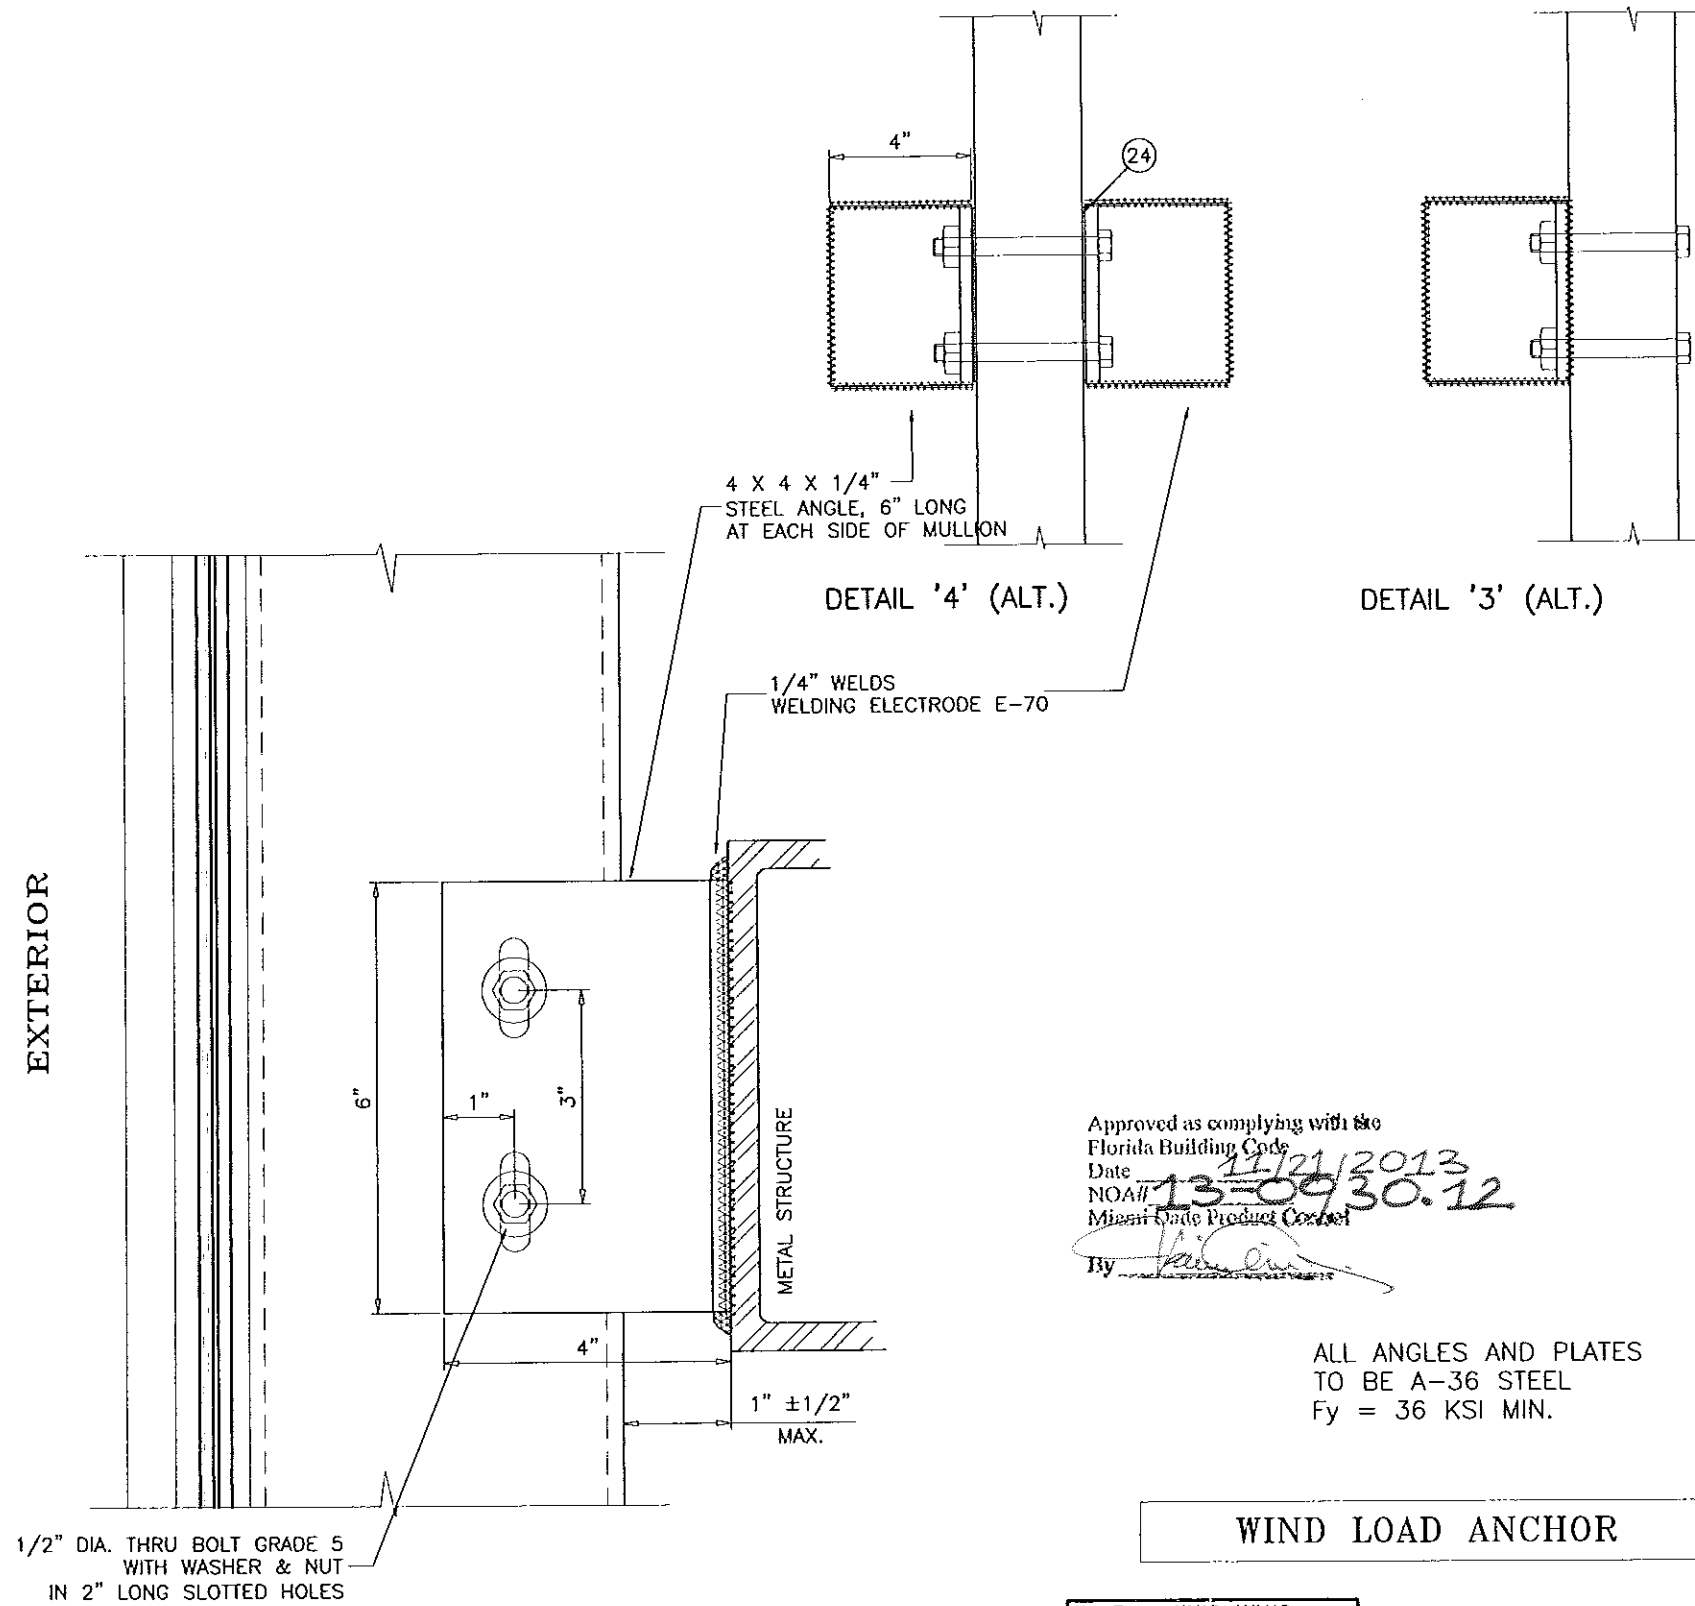 4"
24
4 X 4 X 1/4"
STEEL ANGLE, 6" LONG
AT EACH SIDE OF MULLION
DETAIL '4' (ALT.)
DETAIL '3' (ALT.)
1/4" WELDS
WELDING ELECTRODE E-70
EXTERIOR
6"
1"
3"
METAL STRUCTURE
4"
1" ±1/2"
MAX.
Approved as complying with the
Florida Building Code
Date 11/21/2013
NOA# 13-0930.12
Miami Dade Product Control
By
ALL ANGLES AND PLATES
TO BE A-36 STEEL
Fy = 36 KSI MIN.
WIND LOAD ANCHOR
1/2" DIA. THRU BOLT GRADE 5
WITH WASHER & NUT
IN 2" LONG SLOTTED HOLES